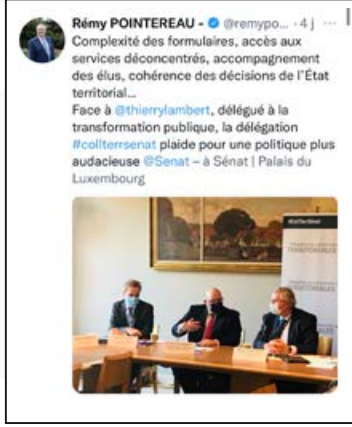 Rémy POINTEREAU - @remypo... · 4 j ...
Complexité des formulaires, accès aux
services déconcentrés, accompagnement
des élus, cohérence des décisions de l'État
territorial...
Face à @thierrylambert, délégué à la
transformation publique, la délégation
#collterrsenat plaide pour une politique plus
audacieuse @Senat – à Sénat | Palais du
Luxembourg
TERRITORIALES